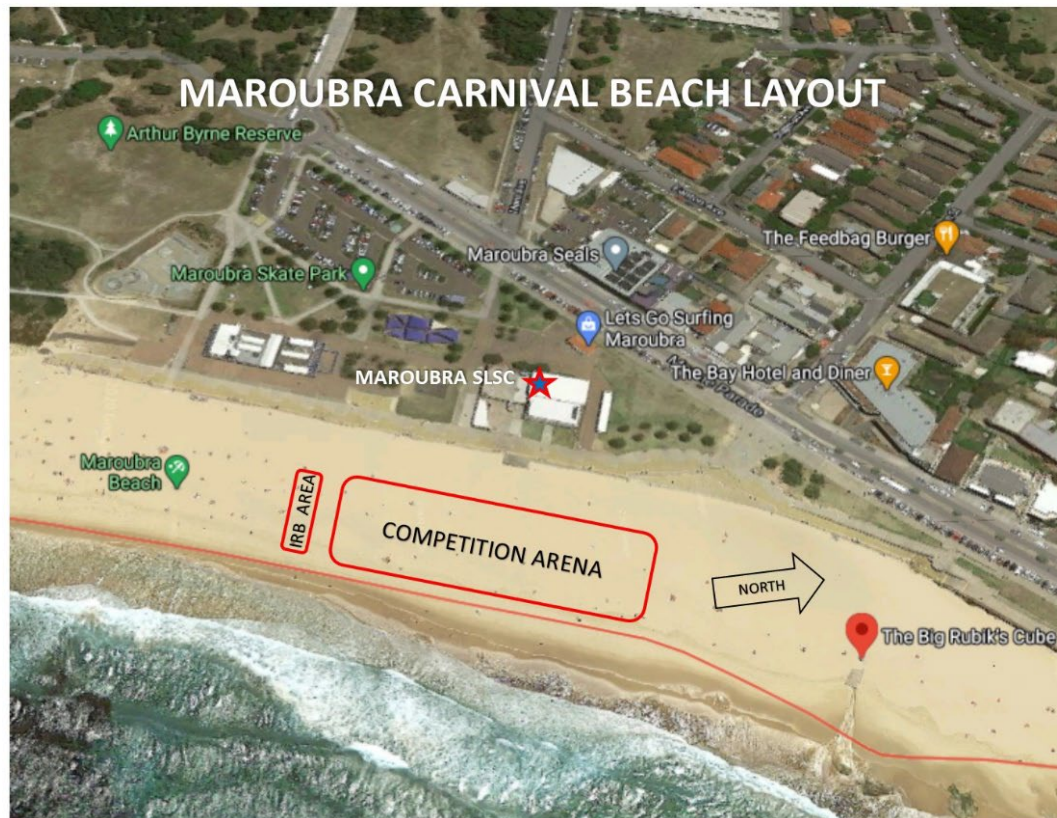 MAROUBRA CARNIVAL BEACH LAYOUT
Arthur Byrne Reserve
Maroubra Seals
The Feedbag Burger
Maroubra Skate Park
Lets Go Surfing
Maroubra
MAROUBRA SLSC
The Bay Hotel and Diner
Parade
Maroubra
Beach
IRB AREA
COMPETITION ARENA
NORTH
The Big Rubik's Cube